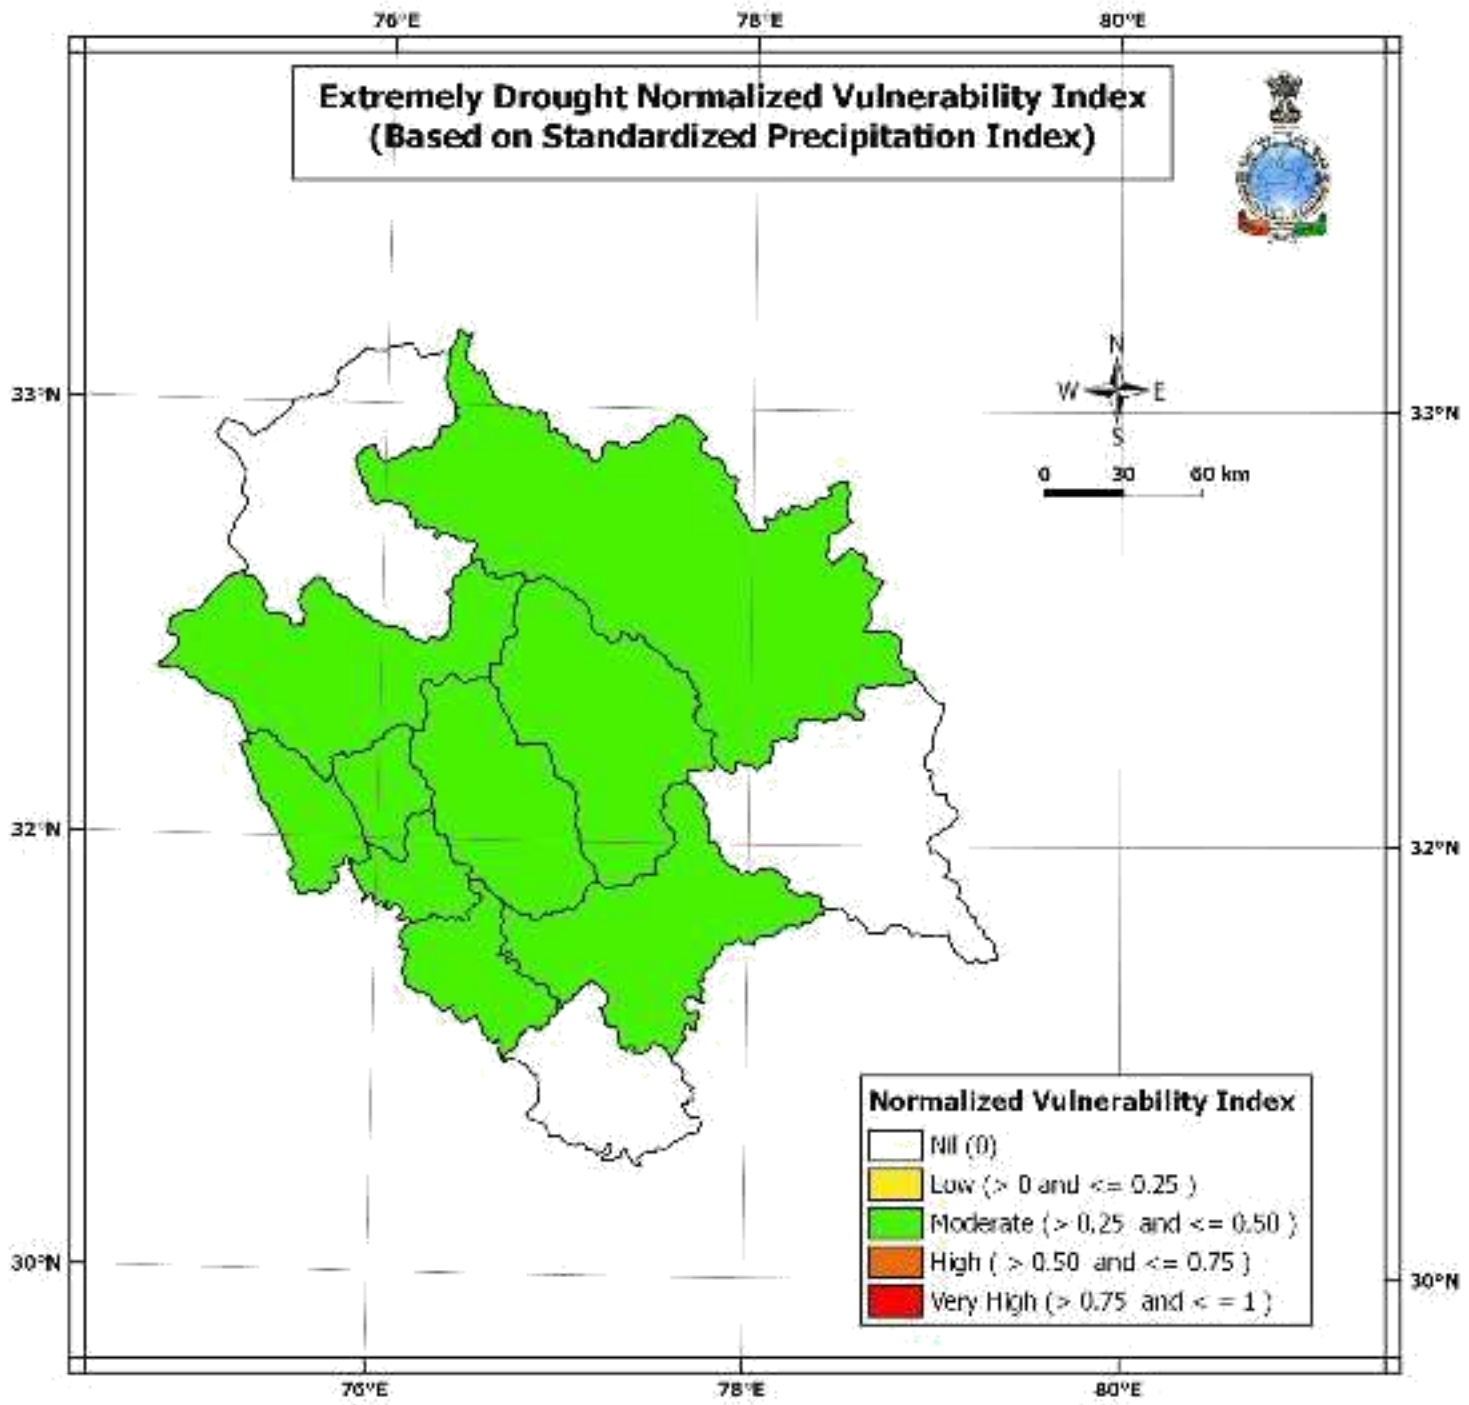 76°E 78°E 80°E
Extremely Drought Normalized Vulnerability Index
(Based on Standardized Precipitation Index)
N
W E
S
33°N
33°N
0 30 60 km
32°N
32°N
Normalized Vulnerability Index
Nil (0)
Low (> 0 and <= 0.25 )
Moderate (> 0.25 and <= 0.50 )
High ( > 0.50 and <= 0.75 )
Very High (> 0.75 and < = 1 )
30°N
30°N
76°E 78°E 80°E